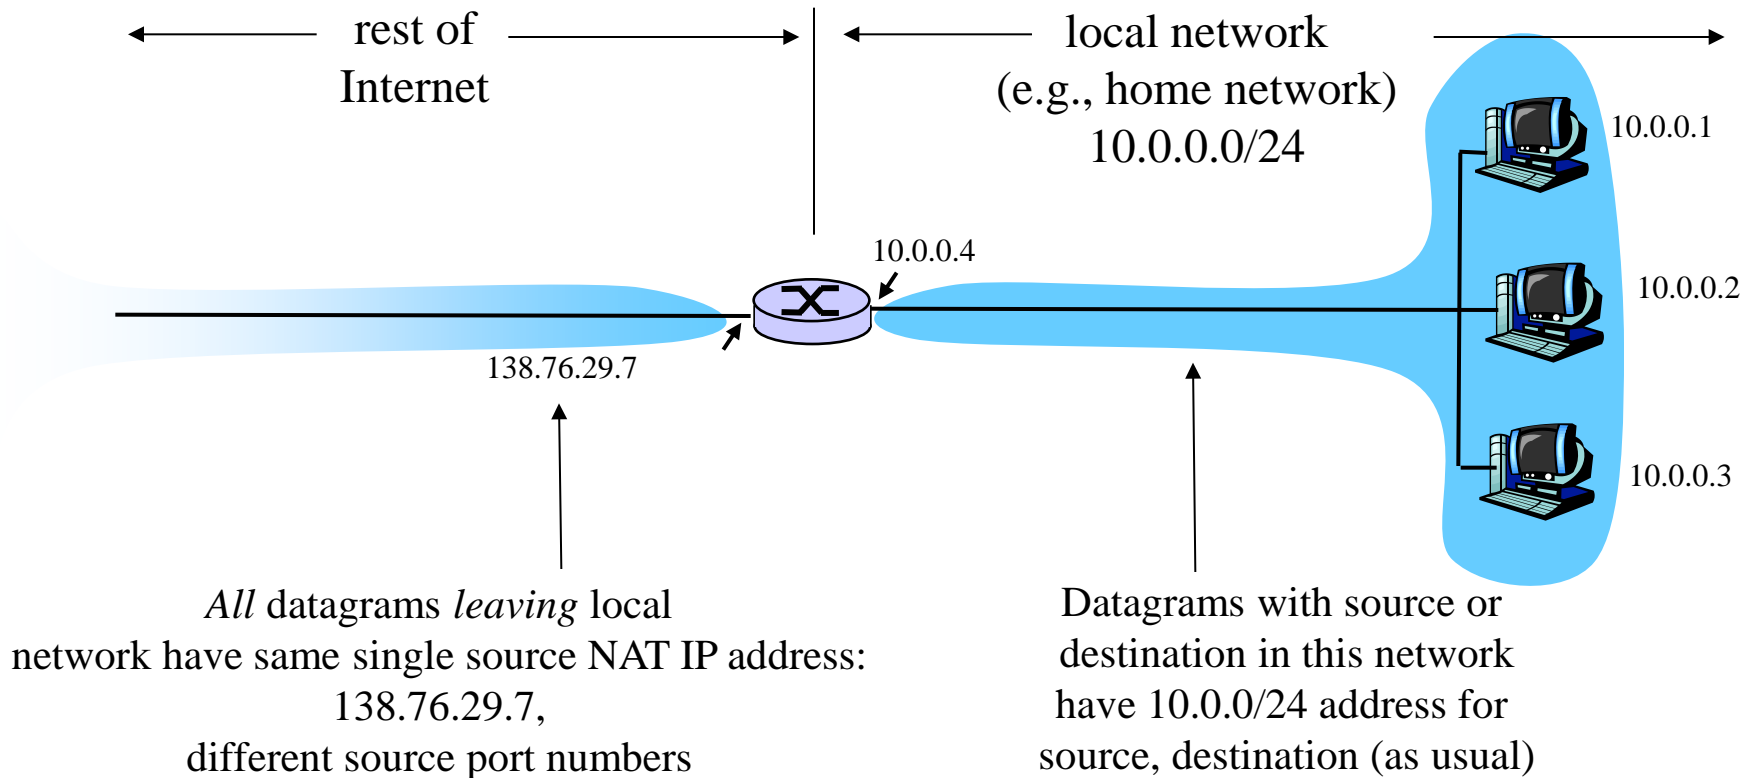 rest of
Internet
local network
(e.g., home network)
10.0.0.0/24
10.0.0.1
10.0.0.4
10.0.0.2
138.76.29.7
10.0.0.3
All datagrams leaving local
network have same single source NAT IP address:
138.76.29.7,
different source port numbers
Datagrams with source or
destination in this network
have 10.0.0/24 address for
source, destination (as usual)